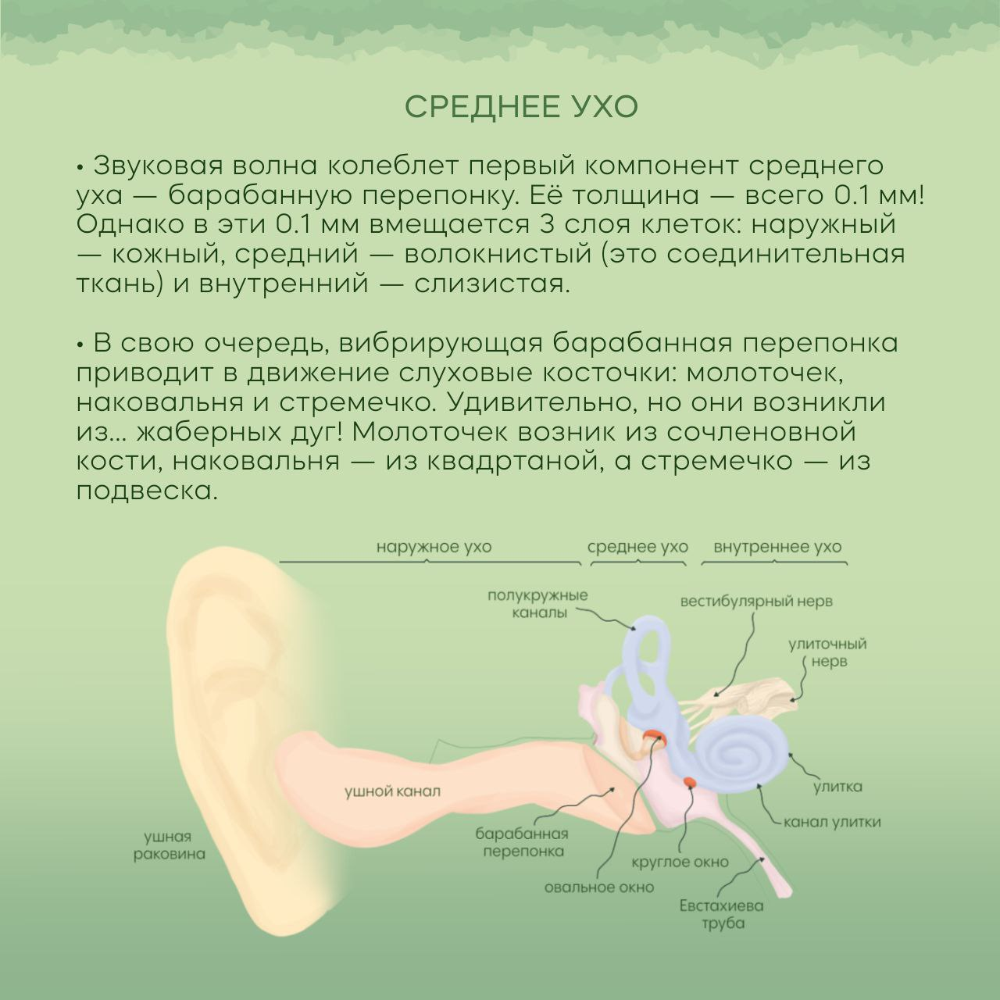 СРЕДНЕЕ УХО
• Звуковая волна колеблет первый компонент среднего
уха — барабанную перепонку. Её толщина — всего 0.1 мм!
Однако в эти 0.1 мм вмещается 3 слоя клеток: наружный
— кожный, средний — волокнистый (это соединительная
ткань) и внутренний — слизистая.
• В свою очередь, вибрирующая барабанная перепонка
приводит в движение слуховые косточки: молоточек,
наковальня и стремечко. Удивительно, но они возникли
из... жаберных дуг! Молоточек возник из сочленовной
кости, наковальня — из квадртаной, а стремечко — из
подвеска.
наружное ухо
среднее ухо
внутреннее ухо
полукружные
каналы
вестибулярный нерв
улиточный
нерв
ушной канал
улитка
канал улитки
ушная
раковина
барабанная
перепонка
круглое окно
овальное окно
Евстахиева
труба